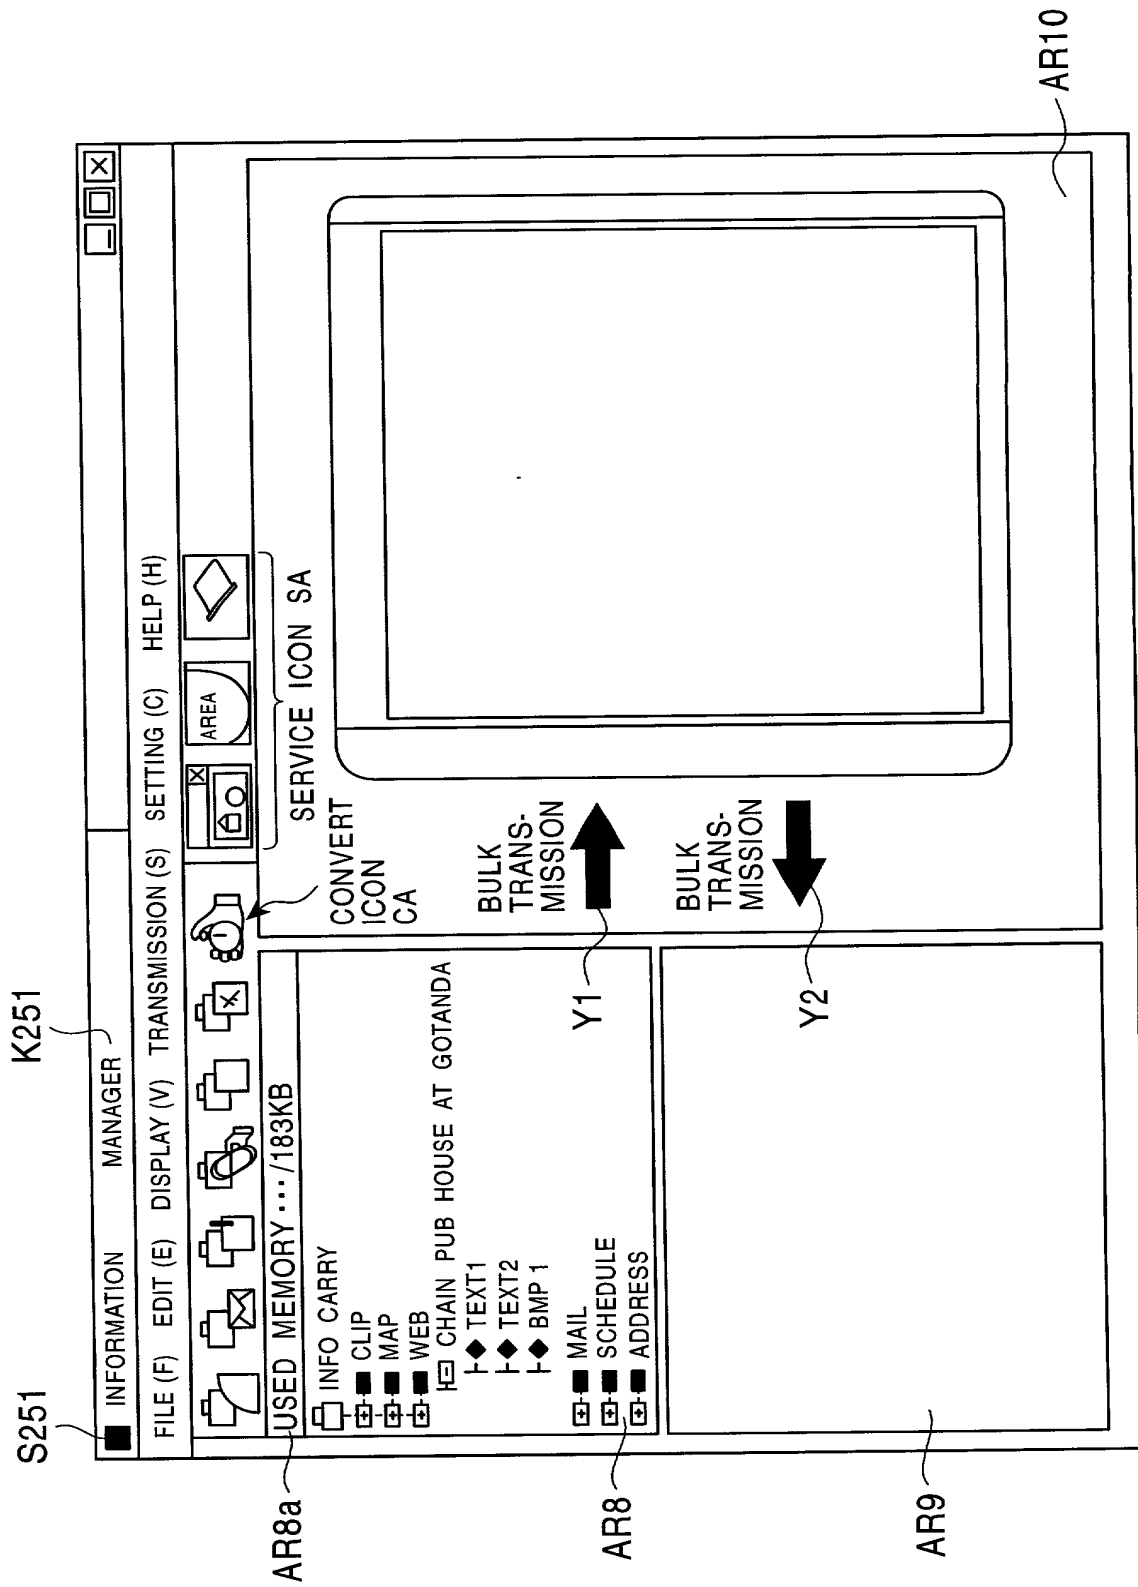 K251
S251
INFORMATION MANAGER
FILE (F) EDIT (E) DISPLAY (V) TRANSMISSION (S) SETTING (C) HELP (H)
AREA
AR8a
USED MEMORY···/183KB
CONVERT
ICON
CA
SERVICE ICON SA
INFO CARRY
CLIP
MAP
WEB
CHAIN PUB HOUSE AT GOTANDA
TEXT1
TEXT2
BMP 1
MAIL
SCHEDULE
ADDRESS
BULK
TRANS-
MISSION
Y1
BULK
TRANS-
MISSION
Y2
AR8
AR9
AR10